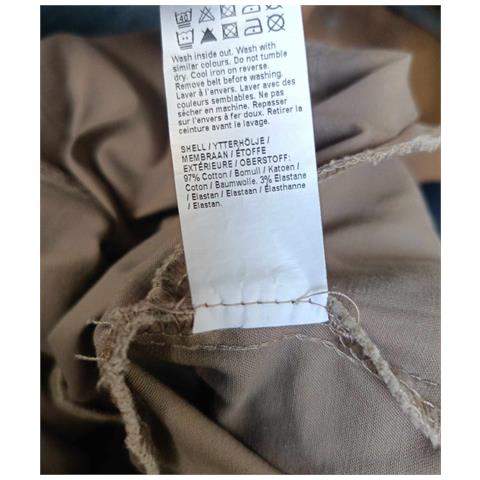 40
Wash inside out. Wash with
similar colours. Do not tumble
dry. Cool iron on reverse.
Remove belt before washing.
Laver à l'envers. Laver avec des
couleurs semblables. Ne pas
sécher en machine. Repasser
sur l'envers à fer doux. Retirer la
ceinture avant le lavage.
SHELL / YTTERHÖLJE /
MEMBRAAN / ÉTOFFE
EXTÉRIEURE / OBERSTOFF:
97% Cotton / Bomull / Katoen /
Coton / Baumwolle. 3% Elastane
/ Elastan / Elastaan / Élasthanne
/ Elastan.